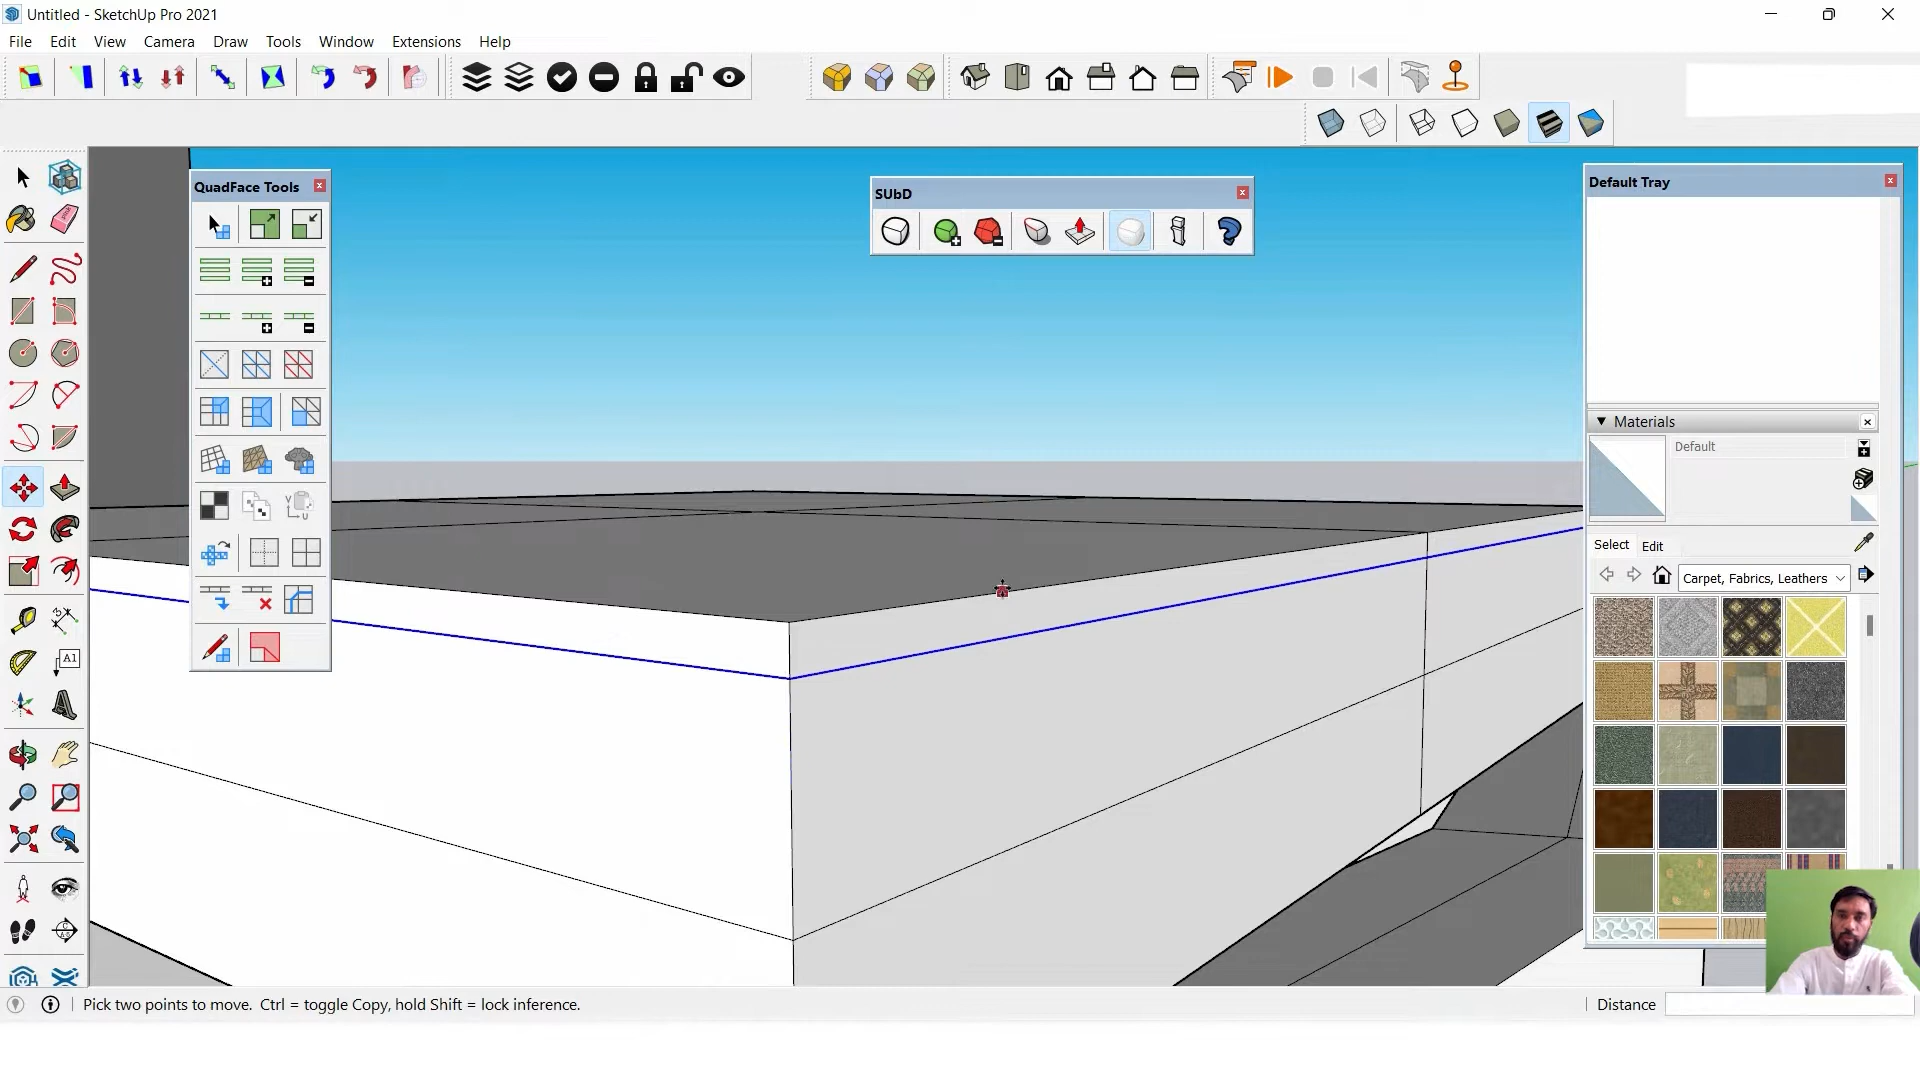 Untitled - SketchUp Pro 2021
File Edit View Camera Draw Tools Window Extensions Help
QuadFace Tools
SUbD
Default Tray
Materials
Default
Select Edit
Carpet, Fabrics, Leathers
A1
Pick two points to move. Ctrl = toggle Copy, hold Shift = lock inference.
Distance